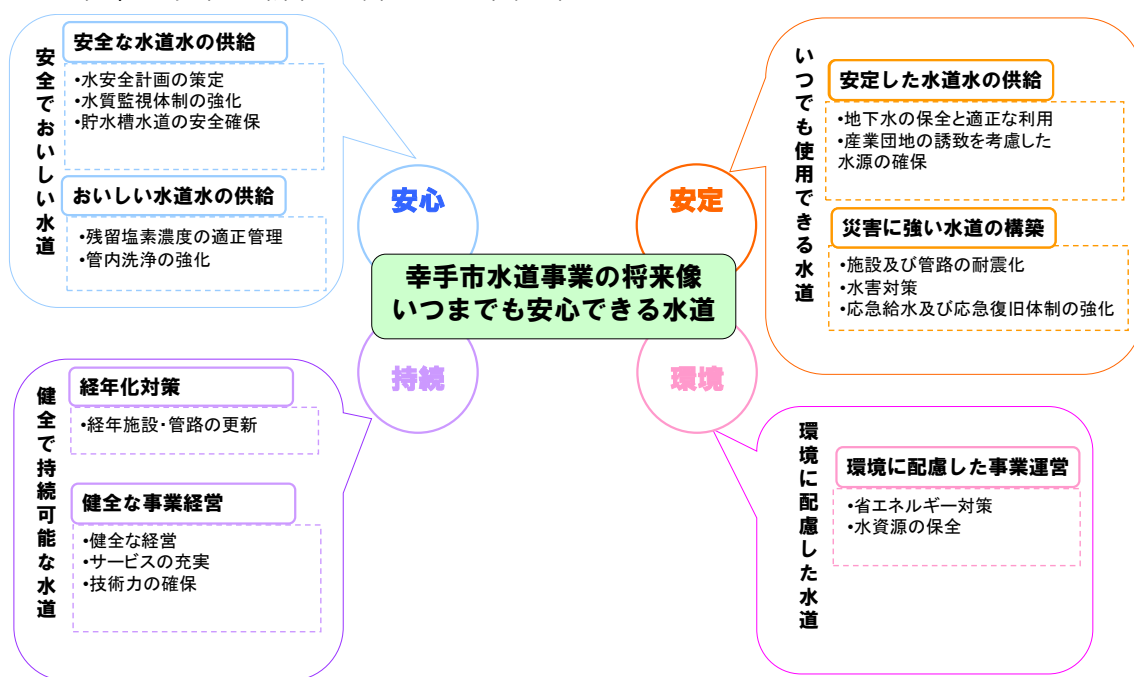 安全でおいしい水道
安全な水道水の供給
・水安全計画の策定
・水質監視体制の強化
・貯水槽水道の安全確保
おいしい水道水の供給
・残留塩素濃度の適正管理
・管内洗浄の強化
安心
安定
いつでも使用できる水道
安定した水道水の供給
・地下水の保全と適正な利用
・産業団地の誘致を考慮した
水源の確保
災害に強い水道の構築
・施設及び管路の耐震化
・水害対策
・応急給水及び応急復旧体制の強化
幸手市水道事業の将来像
いつまでも安心できる水道
持続
環境
健全で持続可能な水道
経年化対策
・経年施設・管路の更新
健全な事業経営
・健全な経営
・サービスの充実
・技術力の確保
環境に配慮した水道
環境に配慮した事業運営
・省エネルギー対策
・水資源の保全